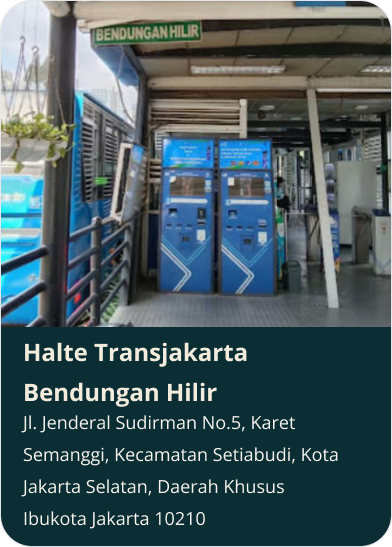 BENDUNGAN HILIR
Halte Transjakarta
Bendungan Hilir
Jl. Jenderal Sudirman No.5, Karet
Semanggi, Kecamatan Setiabudi, Kota
Jakarta Selatan, Daerah Khusus
Ibukota Jakarta 10210